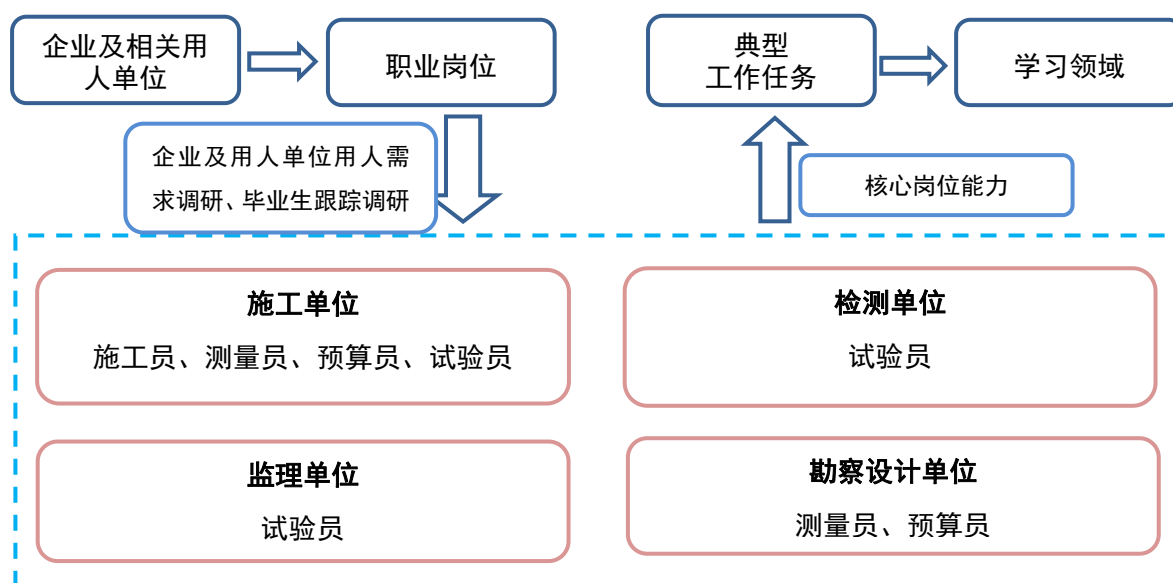 企业及相关用
人单位
职业岗位
典型
工作任务
学习领域
企业及用人单位用人需
求调研、毕业生跟踪调研
核心岗位能力
施工单位
施工员、测量员、预算员、试验员
检测单位
试验员
监理单位
试验员
勘察设计单位
测量员、预算员